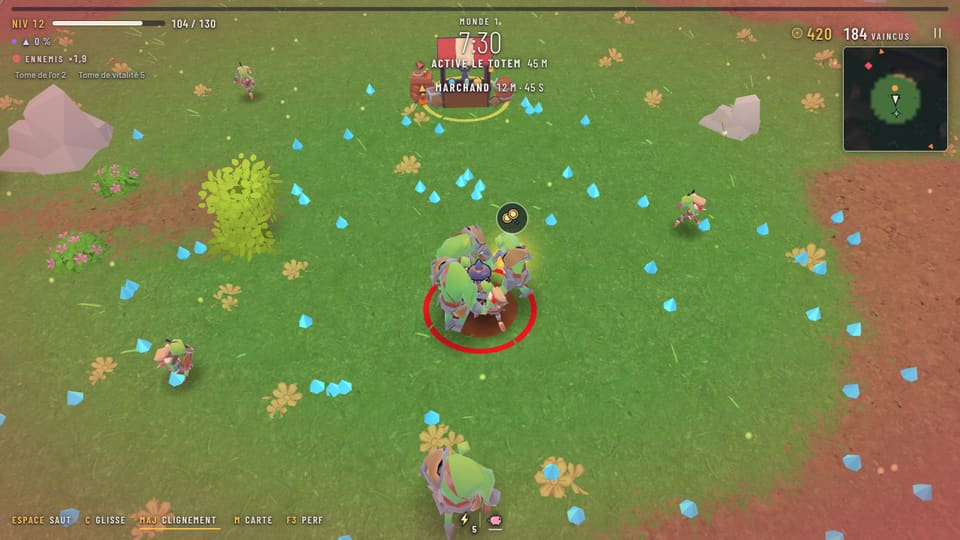 NIV 12 104 / 130
▲ 0 %
ENNEMIS ×1,9
Tome de l'or 2 Tome de vitalité 5
MONDE 1
7:30
ACTIVE LE TOTEM 45 M
MARCHAND 12 M · 45 S
420 184 VAINCUS
ESPACE SAUT C GLISSE MAJ CLIGNEMENT M CARTE F3 PERF
5